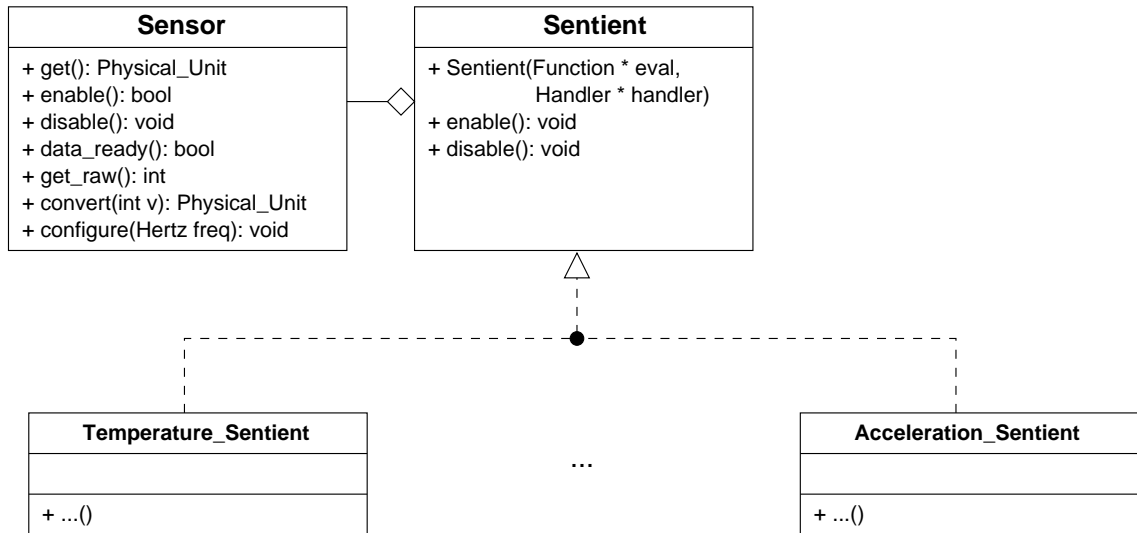 Sensor
+ get(): Physical_Unit
+ enable(): bool
+ disable(): void
+ data_ready(): bool
+ get_raw(): int
+ convert(int v): Physical_Unit
+ configure(Hertz freq): void
Sentient
+ Sentient(Function * eval,
Handler * handler)
+ enable(): void
+ disable(): void
Temperature_Sentient
+ ...()
...
Acceleration_Sentient
+ ...()